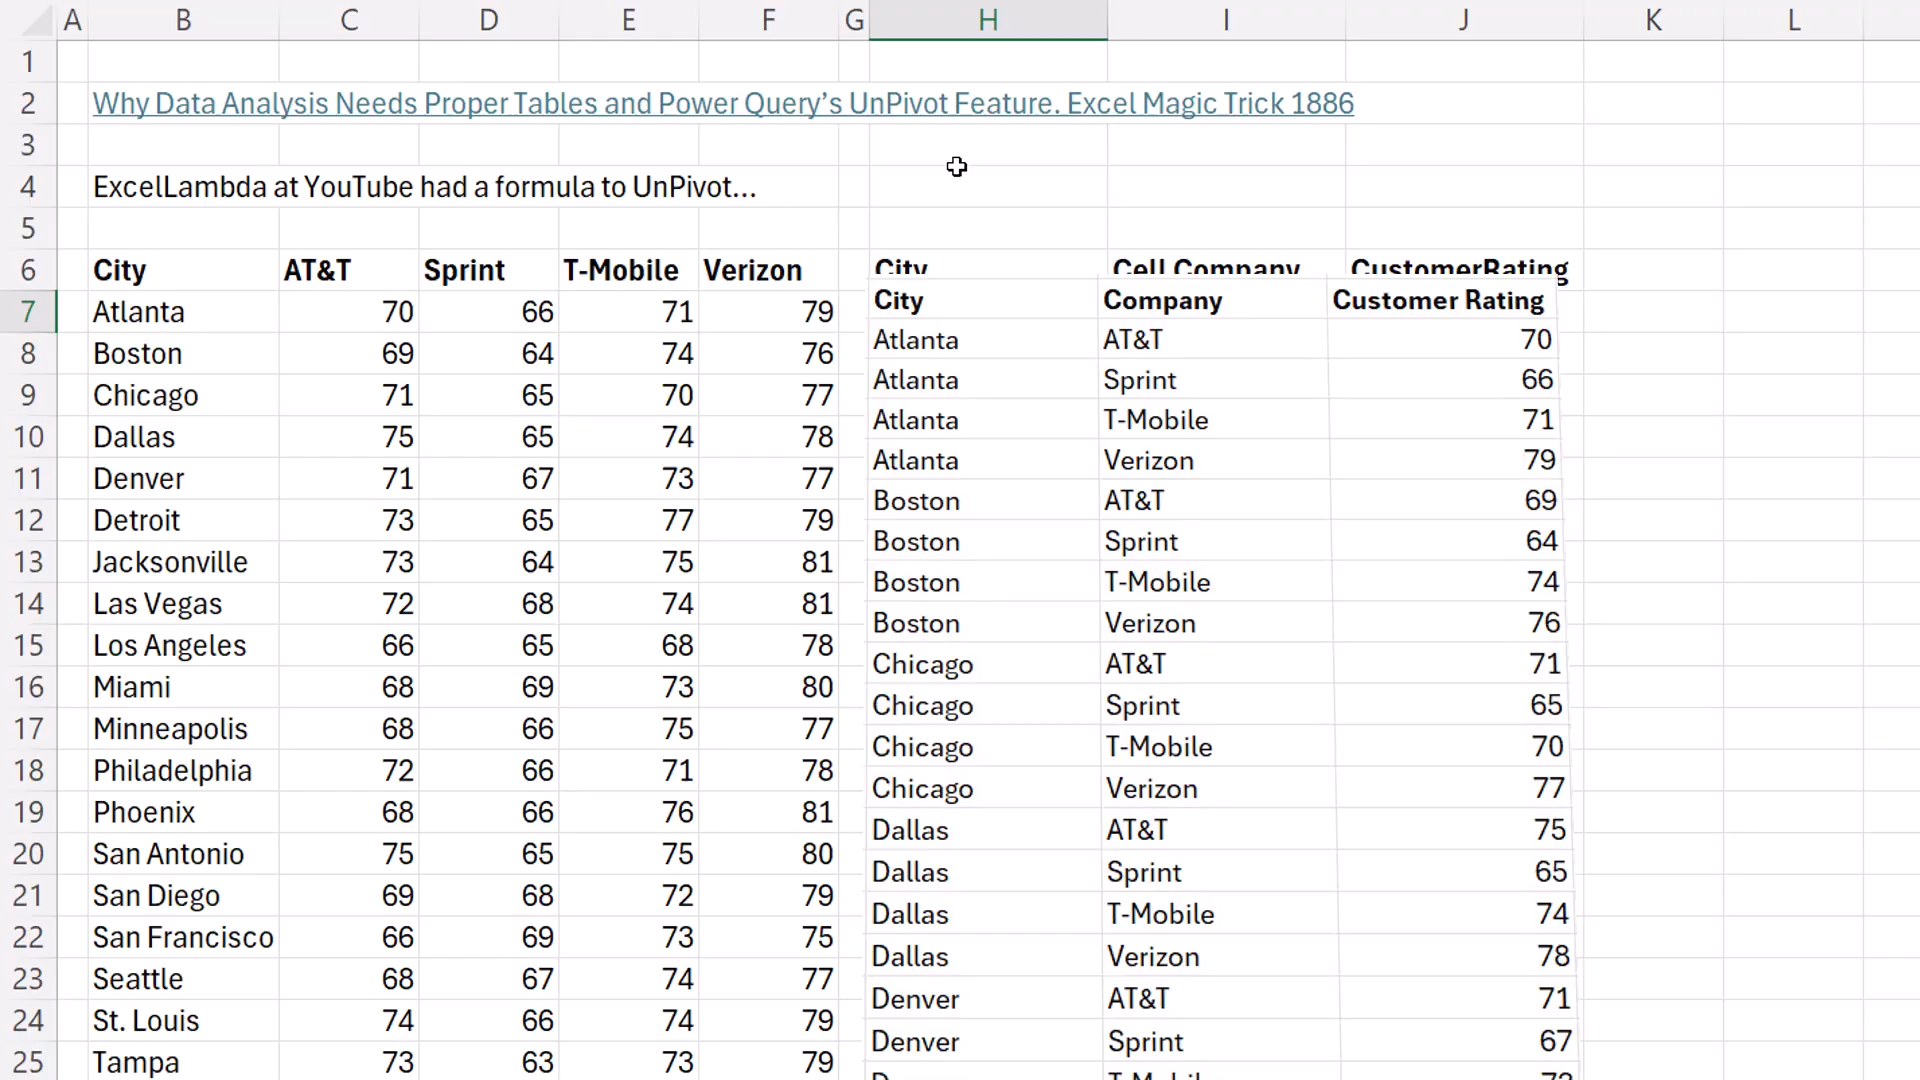 A B C D E F G H I J K L
1
2 Why Data Analysis Needs Proper Tables and Power Query’s UnPivot Feature. Excel Magic Trick 1886
3
4 ExcelLambda at YouTube had a formula to UnPivot...
5
6 City AT&T Sprint T-Mobile Verizon City Cell Company CustomerRating
City Company Customer Rating
7 Atlanta 70 66 71 79
Atlanta AT&T 70
8 Boston 69 64 74 76
Atlanta Sprint 66
9 Chicago 71 65 70 77
Atlanta T-Mobile 71
10 Dallas 75 65 74 78
Atlanta Verizon 79
11 Denver 71 67 73 77
Boston AT&T 69
12 Detroit 73 65 77 79
Boston Sprint 64
13 Jacksonville 73 64 75 81
Boston T-Mobile 74
14 Las Vegas 72 68 74 81
Boston Verizon 76
15 Los Angeles 66 65 68 78
Chicago AT&T 71
16 Miami 68 69 73 80
Chicago Sprint 65
17 Minneapolis 68 66 75 77
Chicago T-Mobile 70
18 Philadelphia 72 66 71 78
Chicago Verizon 77
19 Phoenix 68 66 76 81
Dallas AT&T 75
20 San Antonio 75 65 75 80
Dallas Sprint 65
21 San Diego 69 68 72 79
Dallas T-Mobile 74
22 San Francisco 66 69 73 75
Dallas Verizon 78
23 Seattle 68 67 74 77
Denver AT&T 71
24 St. Louis 74 66 74 79
Denver Sprint 67
25 Tampa 73 63 73 79